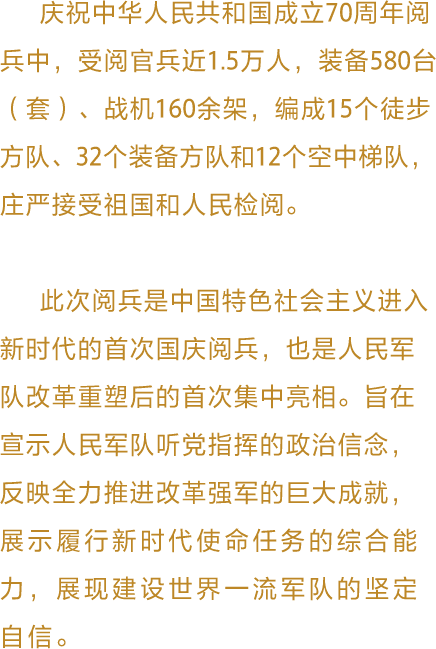 庆祝中华人民共和国成立70周年阅
兵中，受阅官兵近1.5万人，装备580台
（套）、战机160余架，编成15个徒步
方队、32个装备方队和12个空中梯队，
庄严接受祖国和人民检阅。
此次阅兵是中国特色社会主义进入
新时代的首次国庆阅兵，也是人民军
队改革重塑后的首次集中亮相。旨在
宣示人民军队听党指挥的政治信念，
反映全力推进改革强军的巨大成就，
展示履行新时代使命任务的综合能
力，展现建设世界一流军队的坚定
自信。